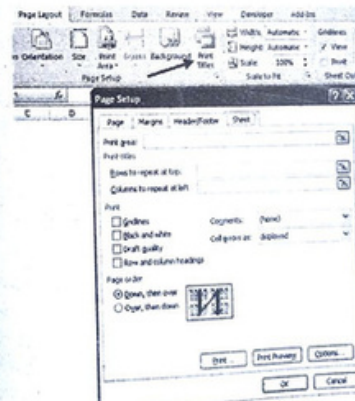 Page Layout Formulas Data Review View Developer Add-Ins
Orientation Size Print Area Breaks Background Print Titles
Width: Automatic Gridlines
Height: Automatic View
Scale: 100% Print
Page Setup Scale to Fit Sheet
fx
C D
Page Setup
Page Margins Header/Footer Sheet
Print area:
Print titles
Rows to repeat at top:
Columns to repeat at left:
Print
Gridlines Comments: (None)
Black and white Cell errors as: displayed
Draft quality
Row and column headings
Page order
Down, then over
Over, then down
Print... Print Preview Options...
OK Cancel